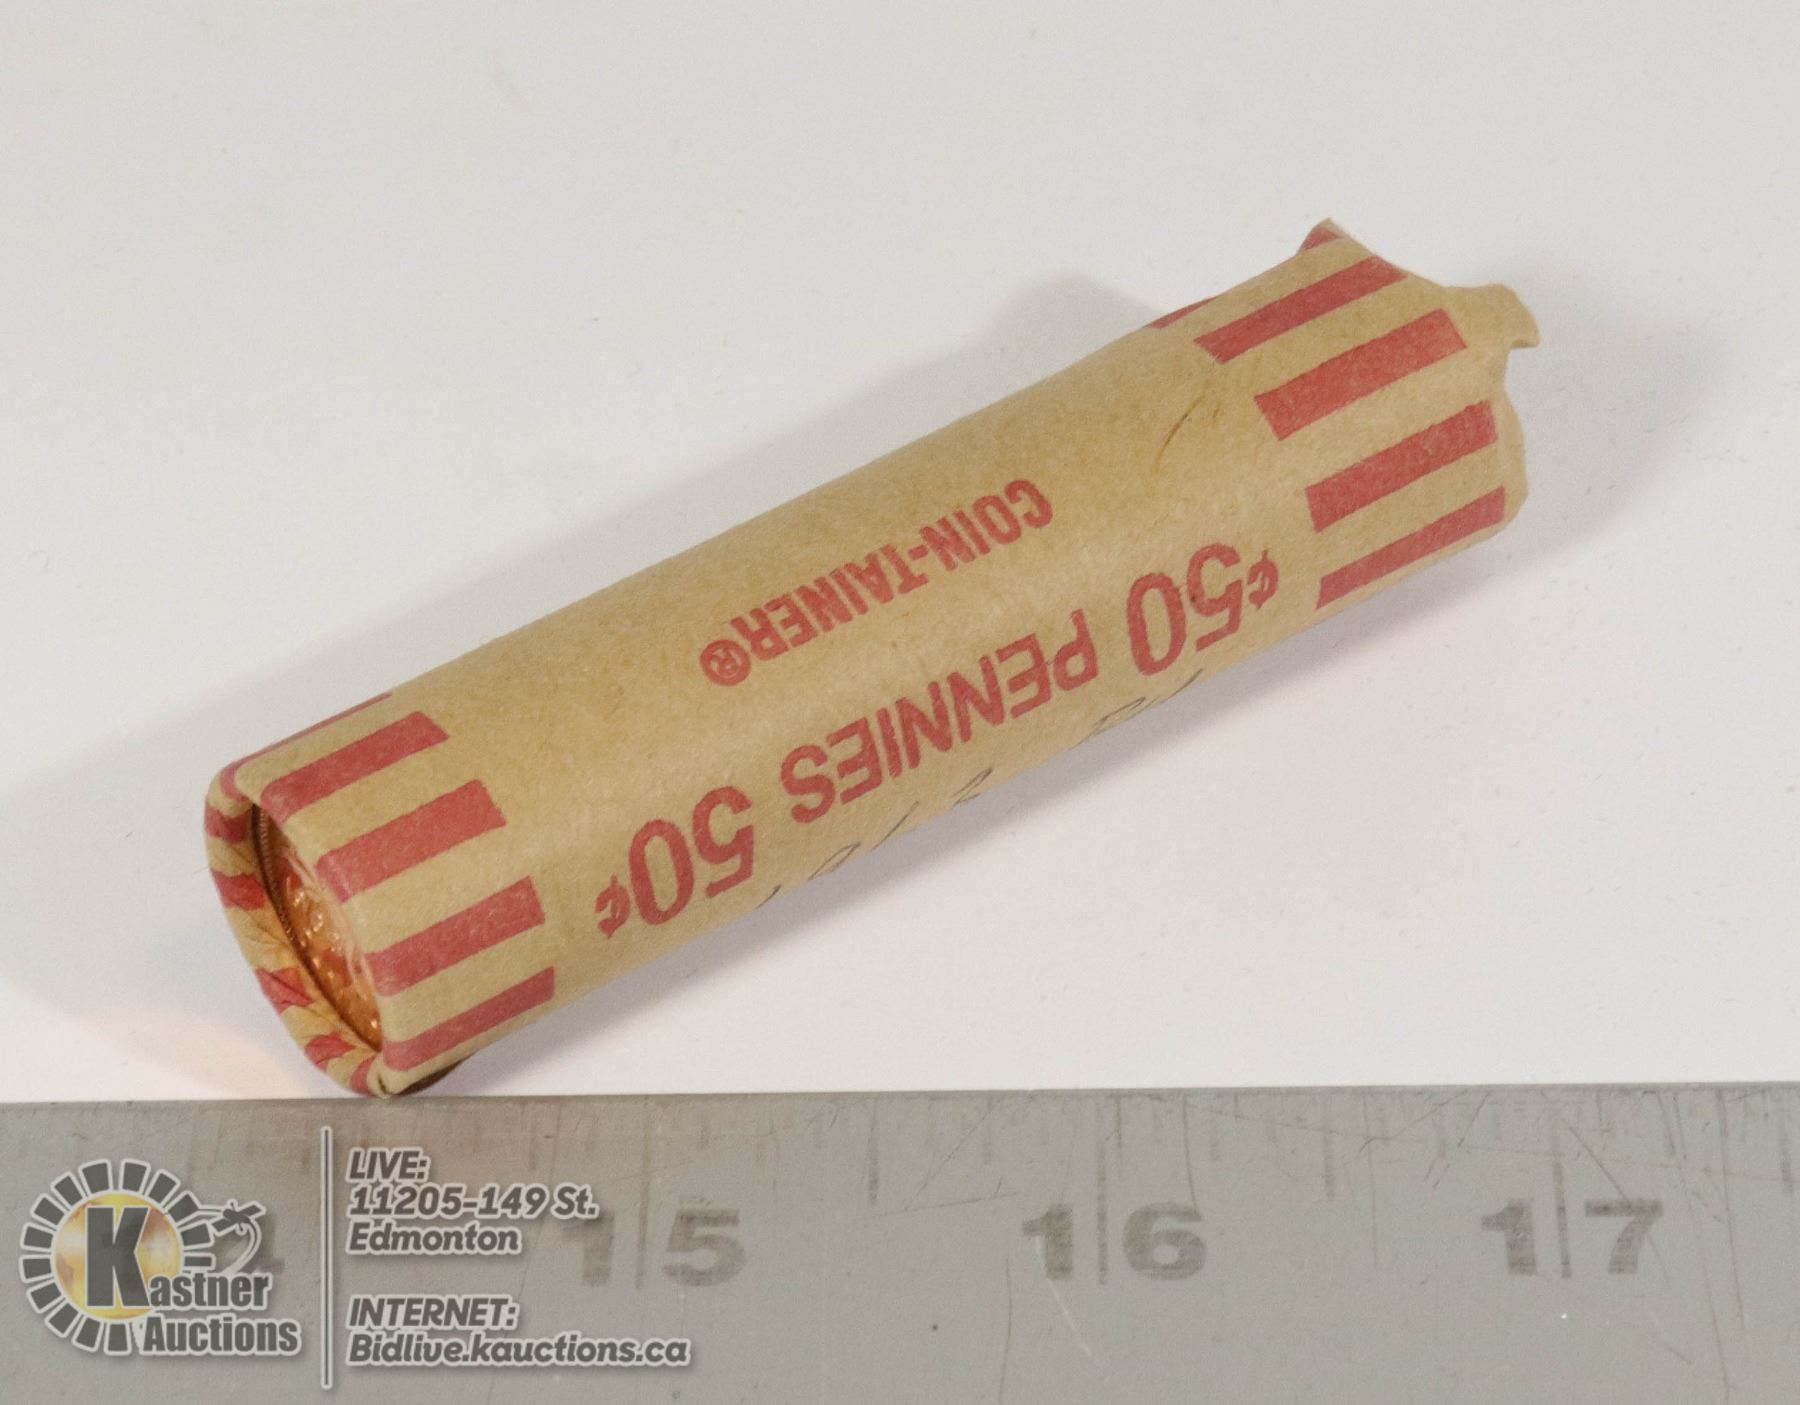 COIN-TAINER®
¢50 PENNIES 50¢
15 16 17
Kastner
Auctions
LIVE:
11205-149 St.
Edmonton
INTERNET:
Bidlive.kauctions.ca